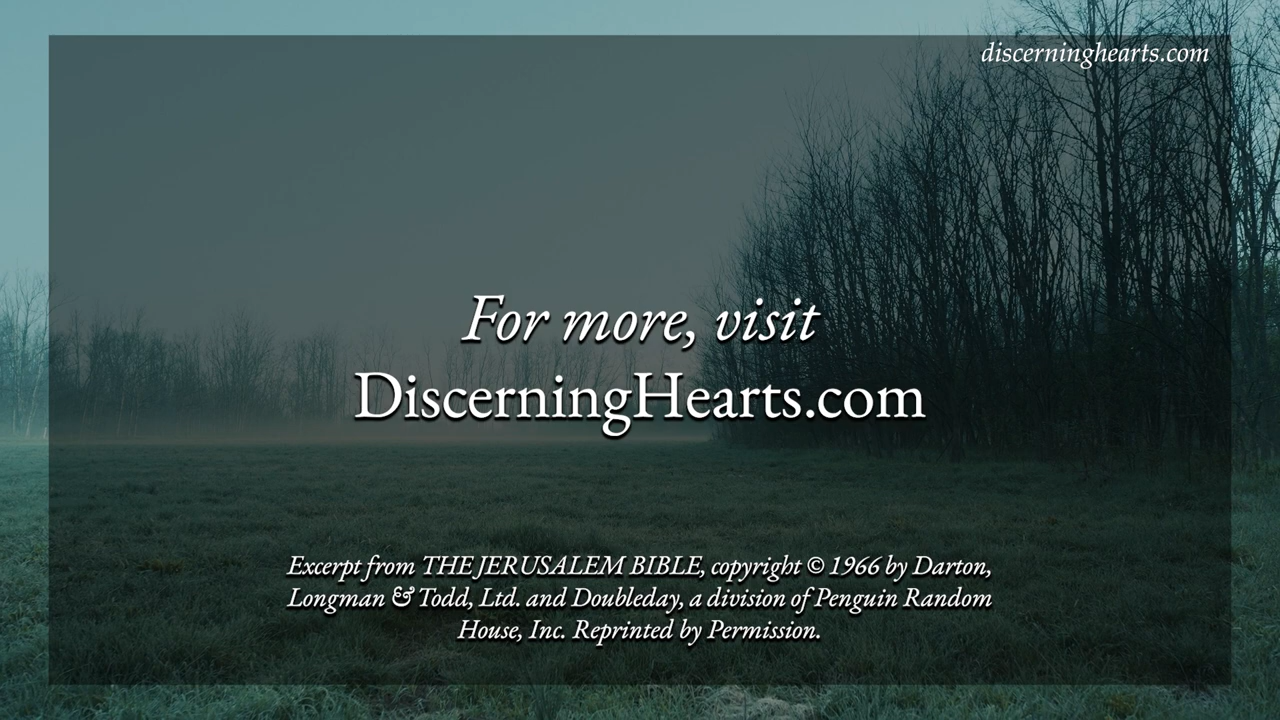 discerninghearts.com
For more, visit
DiscerningHearts.com
Excerpt from THE JERUSALEM BIBLE, copyright © 1966 by Darton,
Longman & Todd, Ltd. and Doubleday, a division of Penguin Random
House, Inc. Reprinted by Permission.